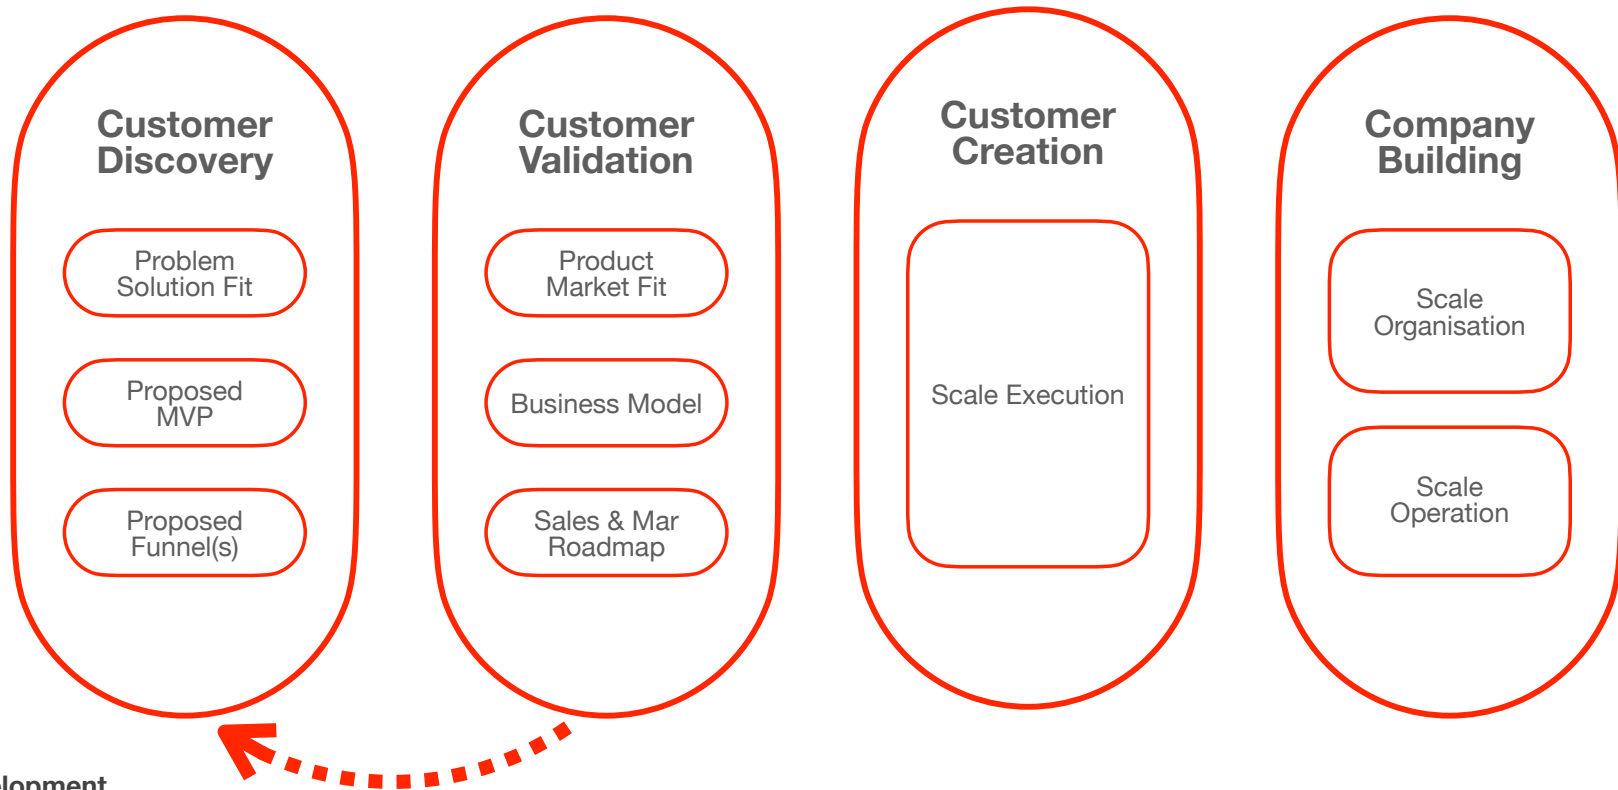 Customer
Discovery
Problem
Solution Fit
Proposed
MVP
Proposed
Funnel(s)
Customer
Validation
Product
Market Fit
Business Model
Sales & Mar
Roadmap
Customer
Creation
Scale Execution
Company
Building
Scale
Organisation
Scale
Operation